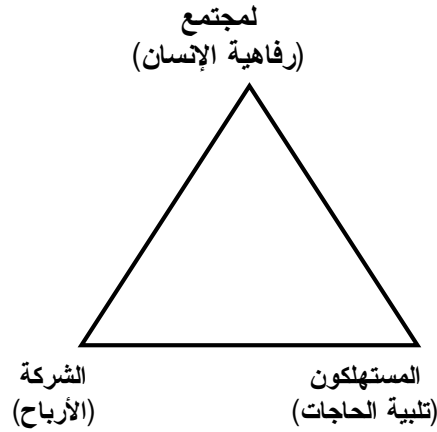 لمجتمع
(رفاهية الإنسان)
المستهلكون
(تلبية الحاجات)
الشركة
(الأرباح)